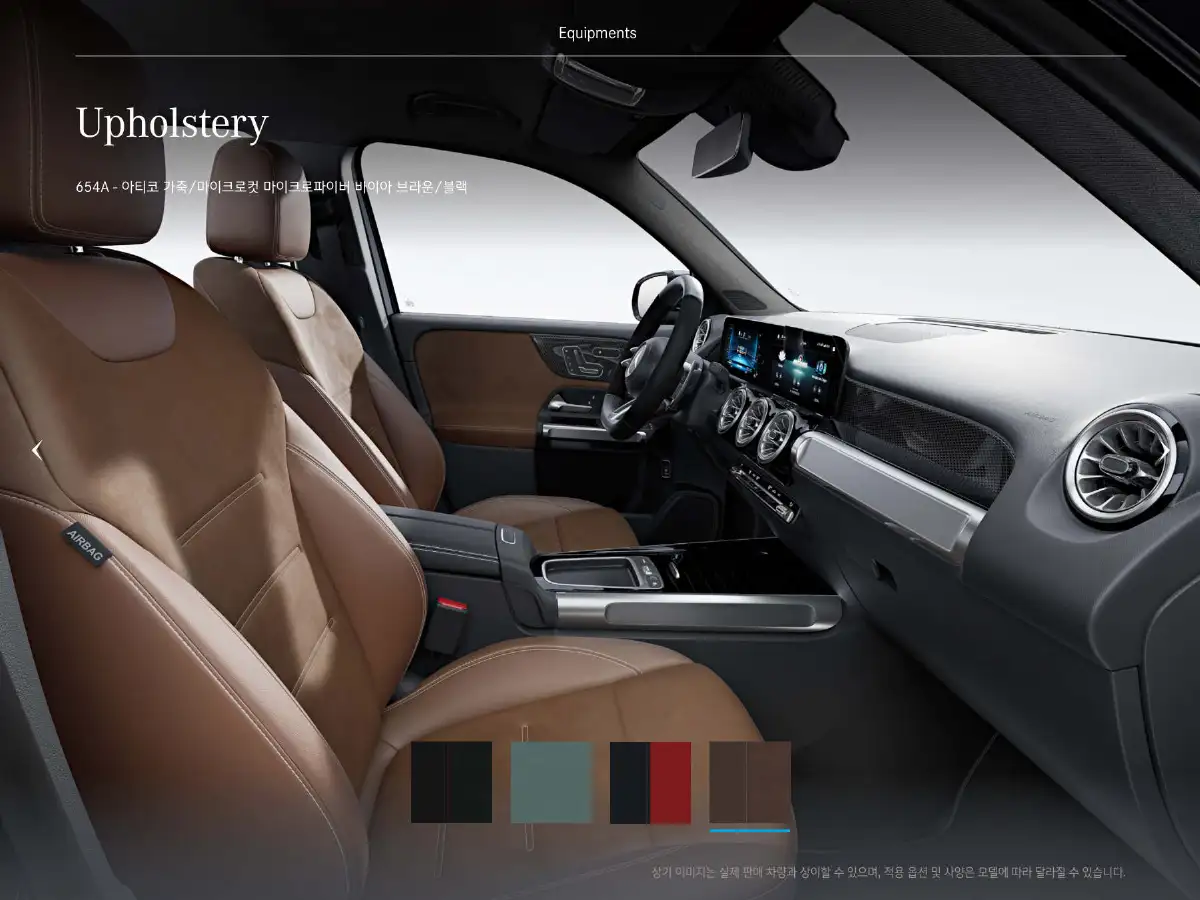 Equipments
Upholstery
654A - 아티코 가죽/마이크로컷 마이크로파이버 바이아 브라운/블랙
AIRBAG
상기 이미지는 실제 판매 차량과 상이할 수 있으며, 적용 옵션 및 사양은 모델에 따라 달라질 수 있습니다.